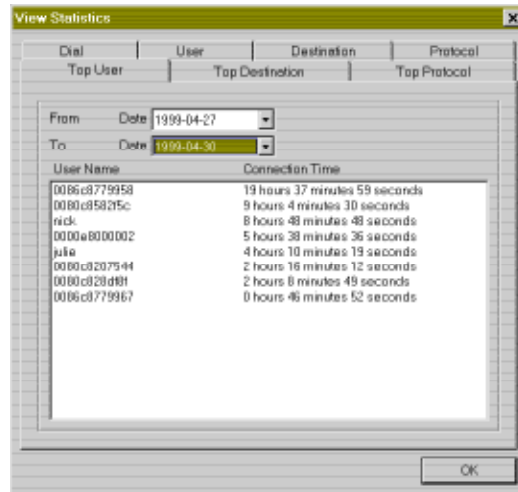 View Statistics
Dial User Destination Protocol
Top User Top Destination Top Protocol
From Date 1999-04-27
To Date 1999-04-30
User Name Connection Time
0086c8779958 19 hours 37 minutes 59 seconds
0080c8582f5c 9 hours 4 minutes 30 seconds
nick 8 hours 48 minutes 48 seconds
0000e8000002 5 hours 38 minutes 36 seconds
julie 4 hours 10 minutes 19 seconds
0080c8207544 2 hours 16 minutes 12 seconds
2 hours 8 minutes 49 seconds
0086c8779967 0 hours 46 minutes 52 seconds
OK